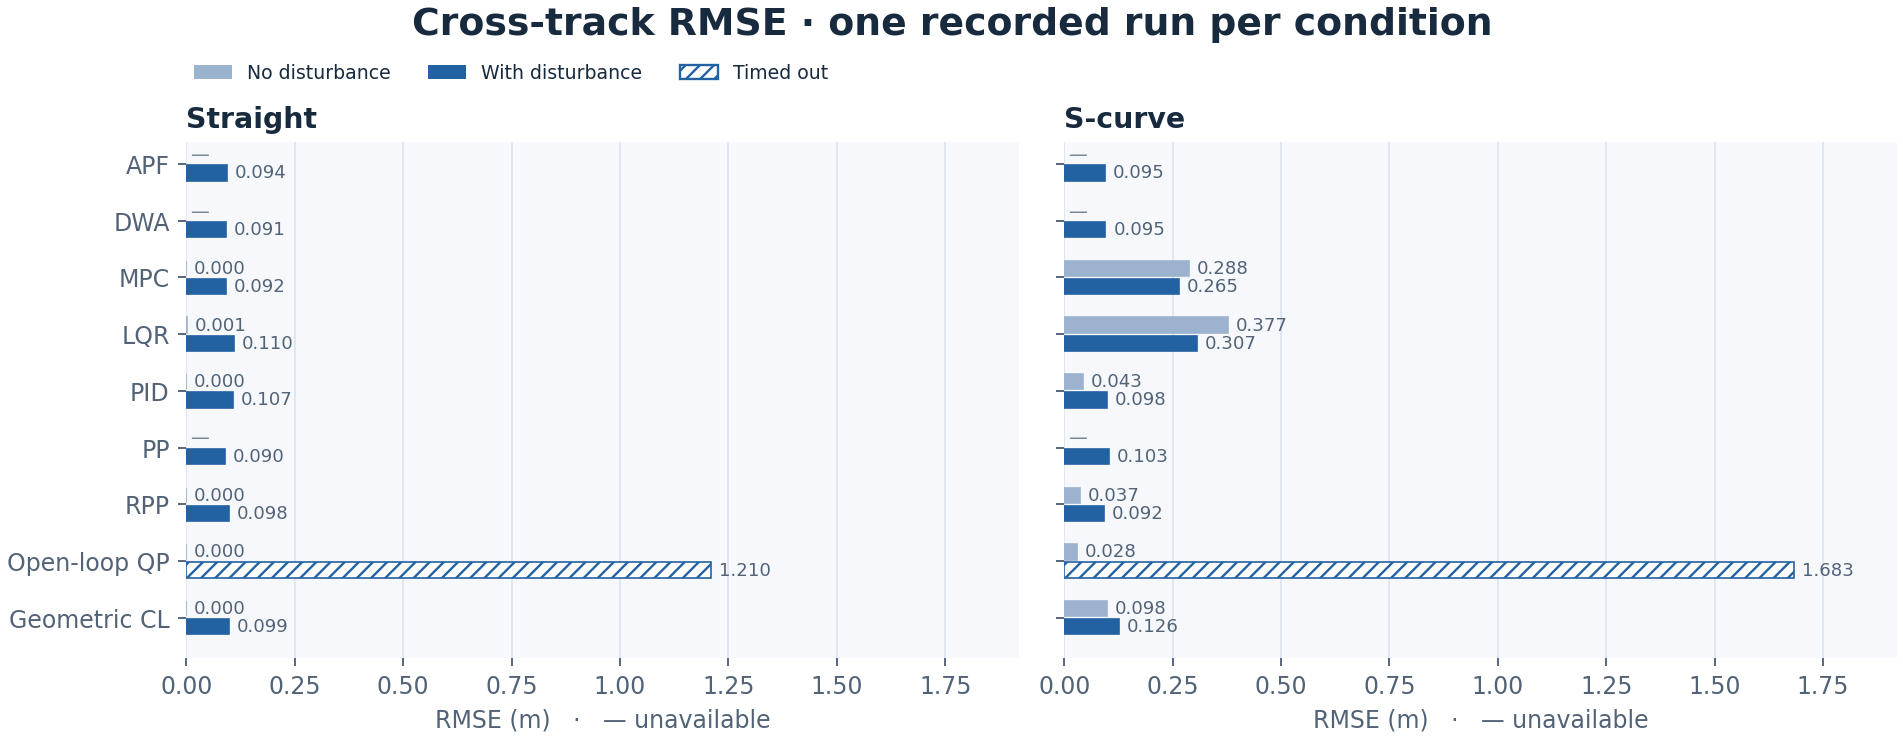 Cross-track RMSE · one recorded run per condition
No disturbance With disturbance Timed out
Straight S-curve
— —
APF 0.094 0.095
— —
DWA 0.091 0.095
0.000 0.288
MPC 0.092 0.265
0.001 0.377
LQR 0.110 0.307
0.000 0.043
PID 0.107 0.098
— —
PP 0.090 0.103
0.000 0.037
RPP 0.098 0.092
0.000 0.028
Open-loop QP 1.210 1.683
0.000 0.098
Geometric CL 0.099 0.126
0.00 0.25 0.50 0.75 1.00 1.25 1.50 1.75 0.00 0.25 0.50 0.75 1.00 1.25 1.50 1.75
RMSE (m) · — unavailable RMSE (m) · — unavailable